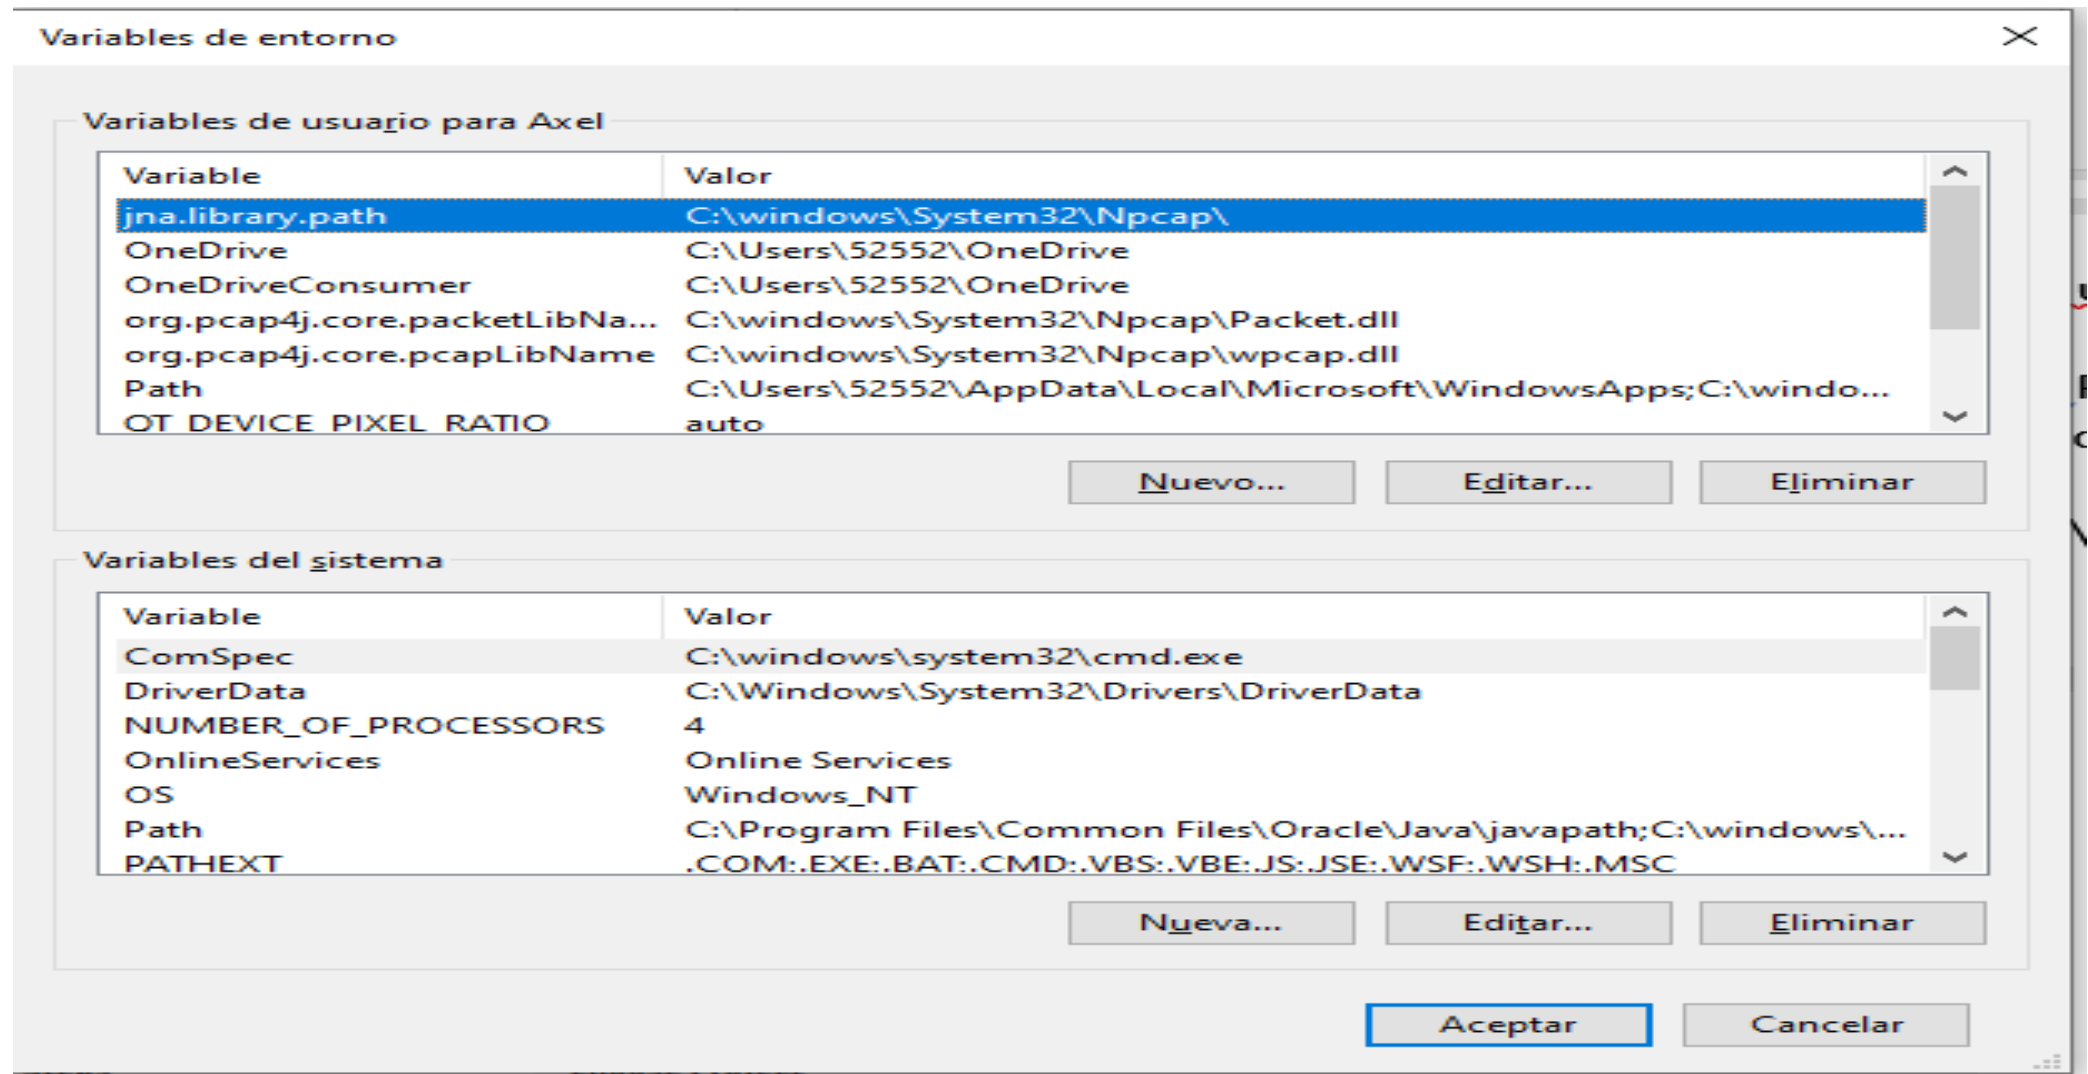 Variables de entorno
Variables de usuario para Axel
Variable Valor
jna.library.path C:\windows\System32\Npcap\
OneDrive C:\Users\52552\OneDrive
OneDriveConsumer C:\Users\52552\OneDrive
org.pcap4j.core.packetLibNa... C:\windows\System32\Npcap\Packet.dll
org.pcap4j.core.pcapLibName C:\windows\System32\Npcap\wpcap.dll
Path C:\Users\52552\AppData\Local\Microsoft\WindowsApps;C:\windo...
QT_DEVICE_PIXEL_RATIO auto
Nuevo... Editar... Eliminar
Variables del sistema
Variable Valor
ComSpec C:\windows\system32\cmd.exe
DriverData C:\Windows\System32\Drivers\DriverData
NUMBER_OF_PROCESSORS 4
OnlineServices Online Services
OS Windows_NT
Path C:\Program Files\Common Files\Oracle\Java\javapath;C:\windows\...
PATHEXT .COM;.EXE;.BAT;.CMD;.VBS;.VBE;.JS;.JSE;.WSF;.WSH;.MSC
Nueva... Editar... Eliminar
Aceptar Cancelar